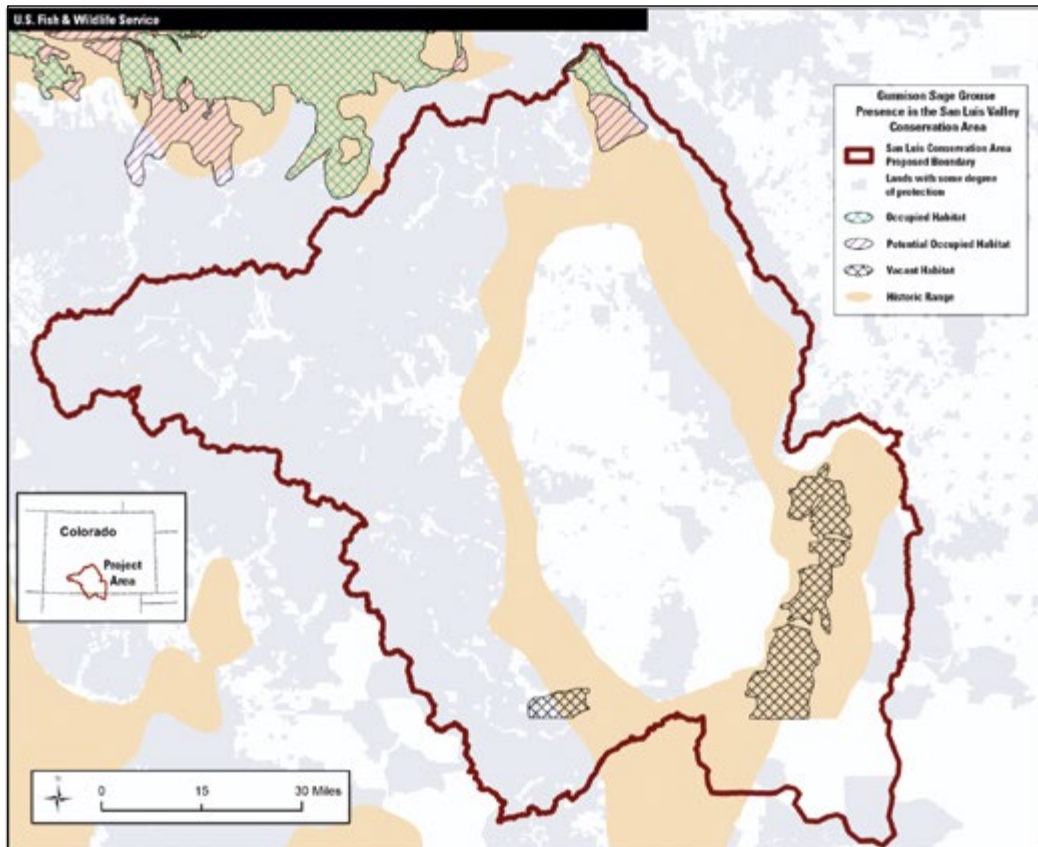 U.S. Fish & Wildlife Service
Gunnison Sage Grouse
Presence in the San Luis Valley
Conservation Area
San Luis Conservation Area
Proposed Boundary
Lands with some degree
of protection
Occupied Habitat
Potential Occupied Habitat
Vacant Habitat
Historic Range
Colorado
Project
Area
0 15 30 Miles